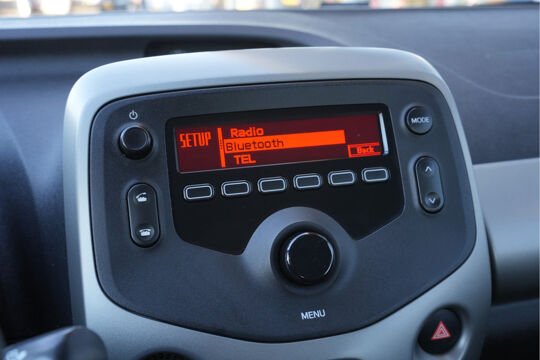 SETUP
Radio
Bluetooth
TEL
Back
MODE
MENU